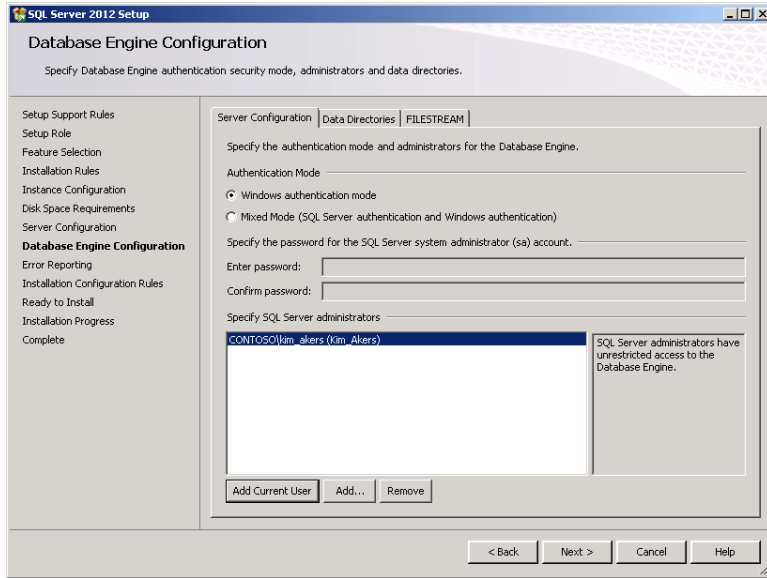 SQL Server 2012 Setup
Database Engine Configuration
Specify Database Engine authentication security mode, administrators and data directories.
Setup Support Rules
Setup Role
Feature Selection
Installation Rules
Instance Configuration
Disk Space Requirements
Server Configuration
Database Engine Configuration
Error Reporting
Installation Configuration Rules
Ready to Install
Installation Progress
Complete
Server Configuration
Data Directories
FILESTREAM
Specify the authentication mode and administrators for the Database Engine.
Authentication Mode
Windows authentication mode
Mixed Mode (SQL Server authentication and Windows authentication)
Specify the password for the SQL Server system administrator (sa) account.
Enter password:
Confirm password:
Specify SQL Server administrators
CONTOSO\kim_akers (Kim_Akers)
SQL Server administrators have
unrestricted access to the
Database Engine.
Add Current User
Add...
Remove
< Back
Next >
Cancel
Help